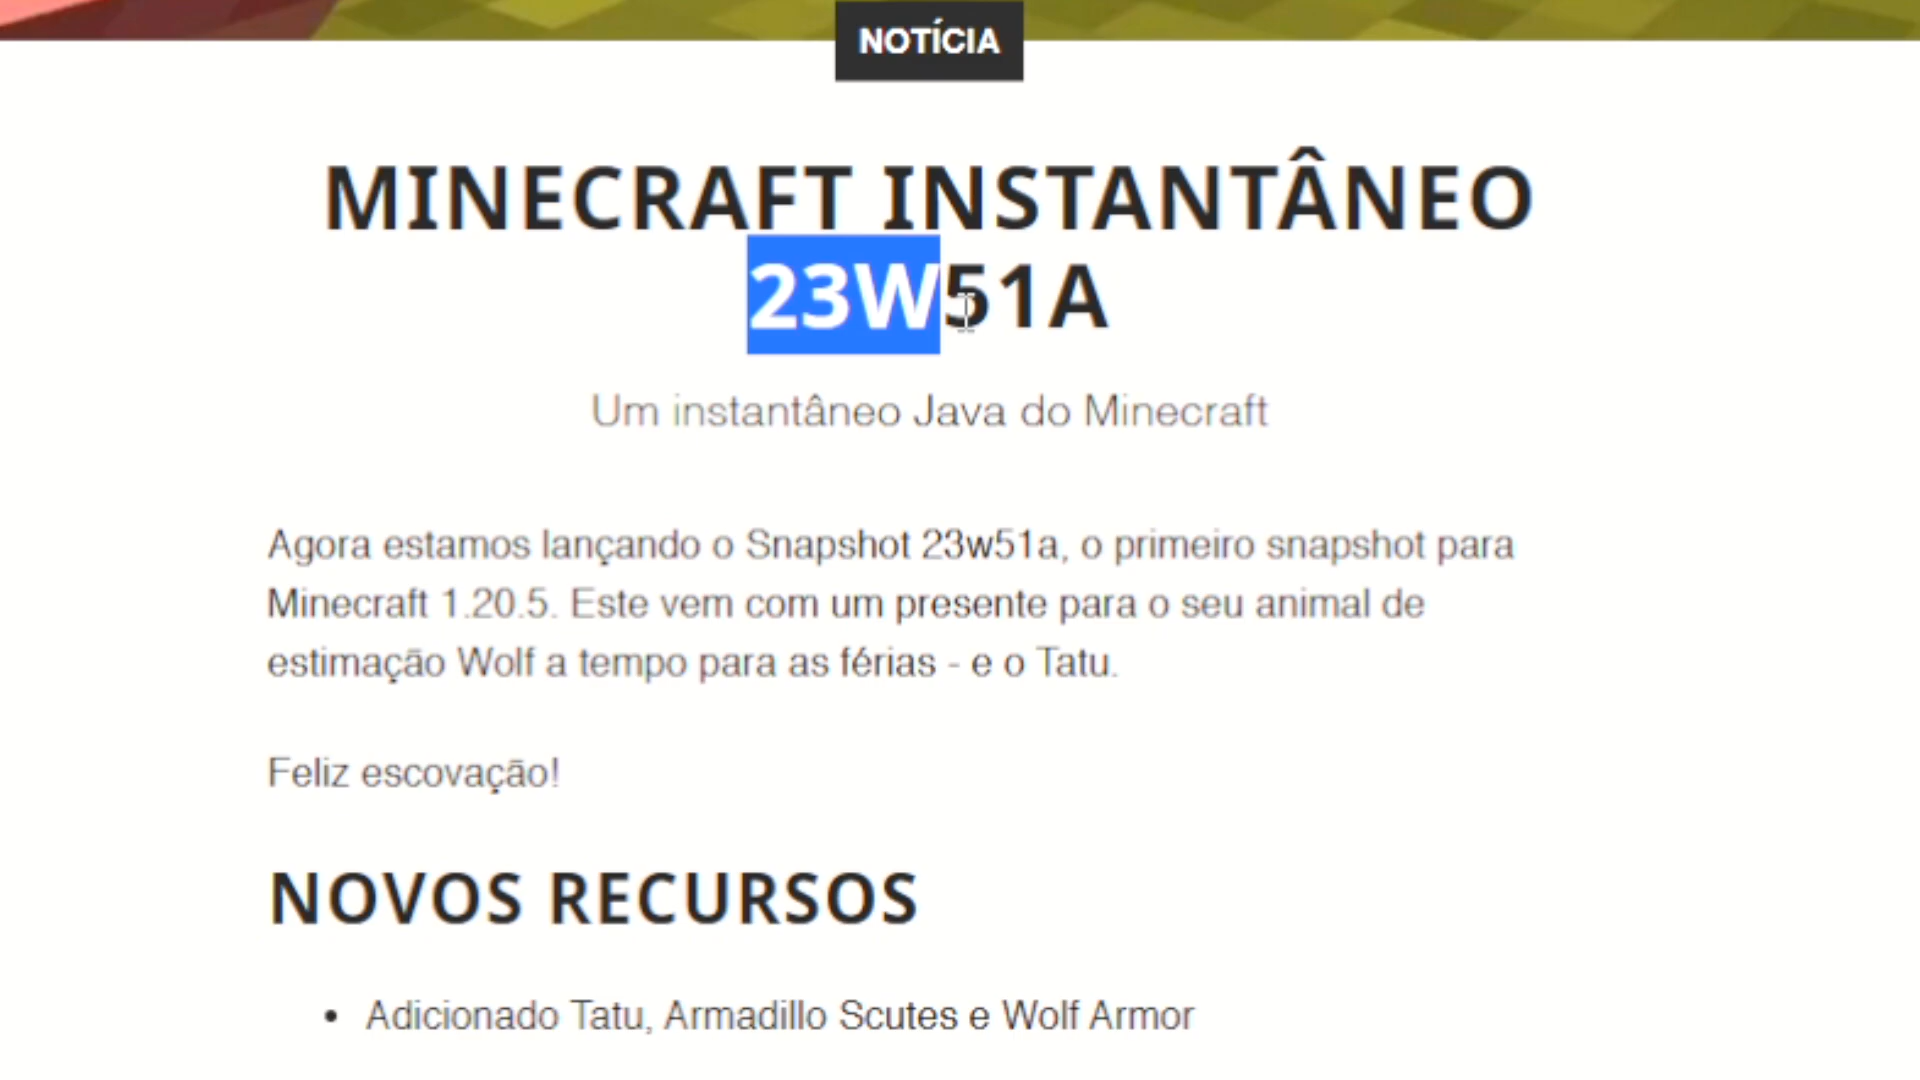 NOTÍCIA
MINECRAFT INSTANTÂNEO
23W51A
Um instantâneo Java do Minecraft
Agora estamos lançando o Snapshot 23w51a, o primeiro snapshot para
Minecraft 1.20.5. Este vem com um presente para o seu animal de
estimação Wolf a tempo para as férias - e o Tatu.
Feliz escovação!
NOVOS RECURSOS
• Adicionado Tatu, Armadillo Scutes e Wolf Armor